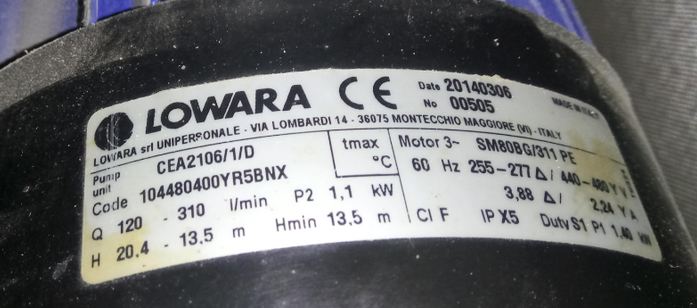 LOWARA CE Date 20140306
No 00505 MADE IN ITALY
LOWARA srl UNIPERSONALE - VIA LOMBARDI 14 - 36075 MONTECCHIO MAGGIORE (VI) - ITALY
Pump unit CEA2106/1/D
Code 104480400YR5BNX
Q 120 - 310 l/min P2 1,1 kW
H 20.4 - 13.5 m Hmin 13.5 m
tmax
°C
Motor 3~ SM80BG/311 PE
60 Hz 255-277 Δ/ 440-480 Y V
3,88 Δ/ 2,24 Y A
Cl F IP X5 Duty S1 P1 1.40 kW